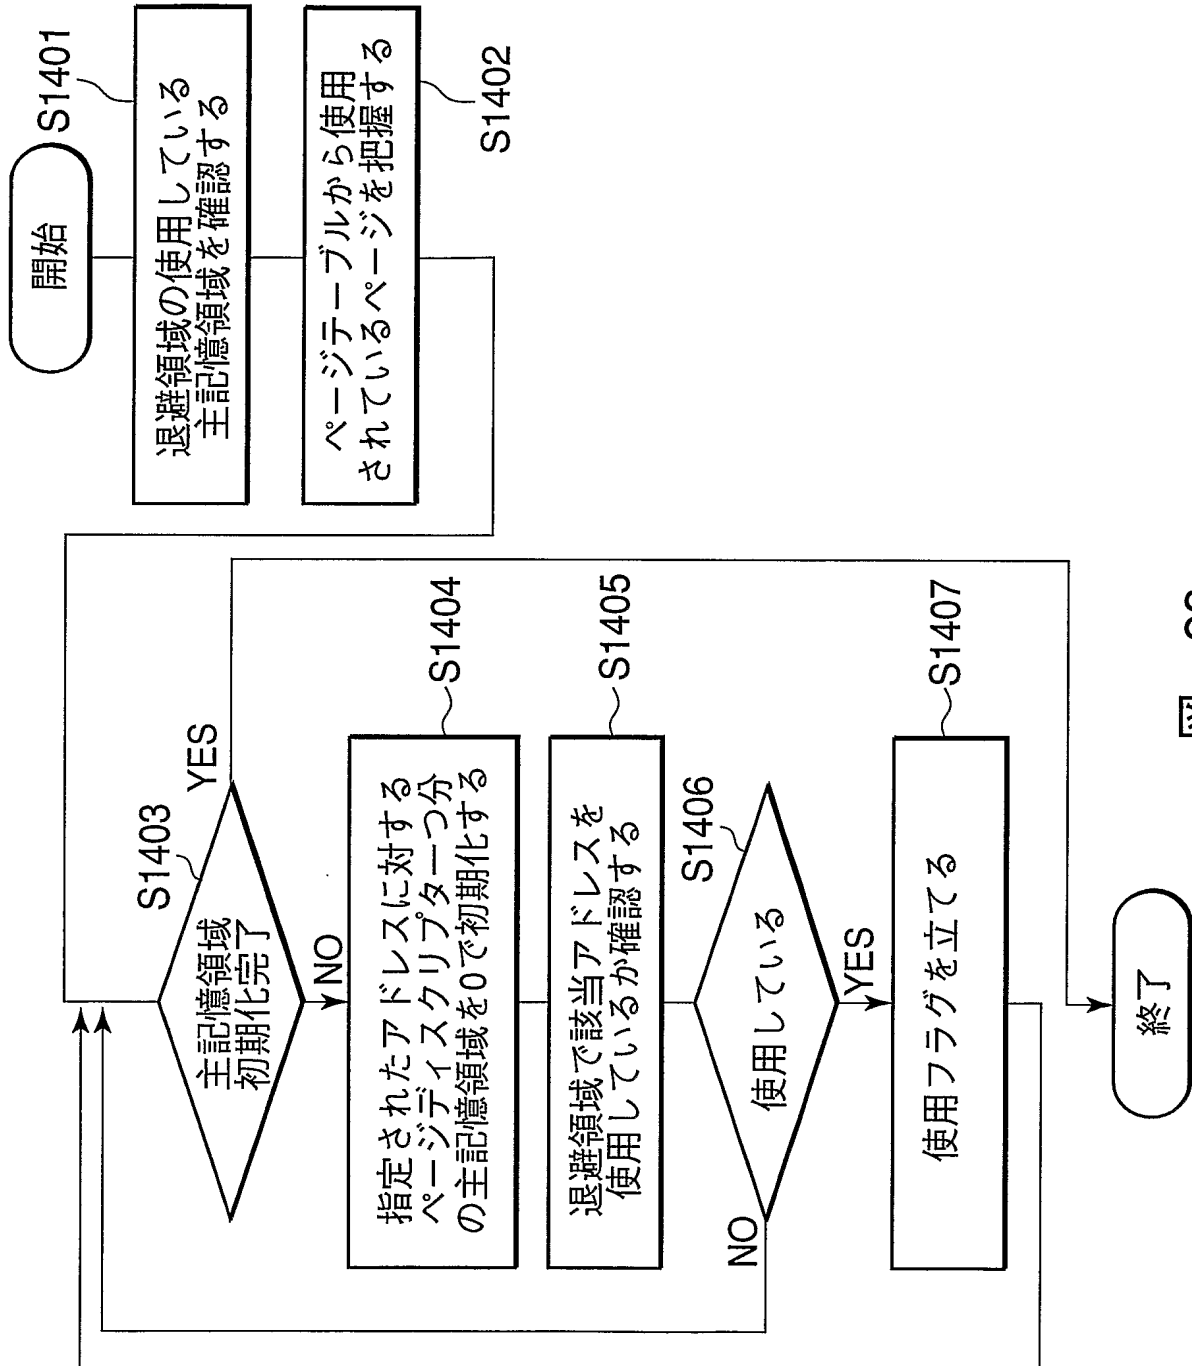 開始
S1401
退避領域の使用している
主記憶領域を確認する
S1402
ページテーブルから使用
されているページを把握する
S1403
主記憶領域
初期化完了
YES
NO
S1404
指定されたアドレスに対する
ページディスクリプター一つ分
の主記憶領域を0で初期化する
S1405
退避領域で該当アドレスを
使用しているか確認する
S1406
使用している
NO
YES
S1407
使用フラグを立てる
終了